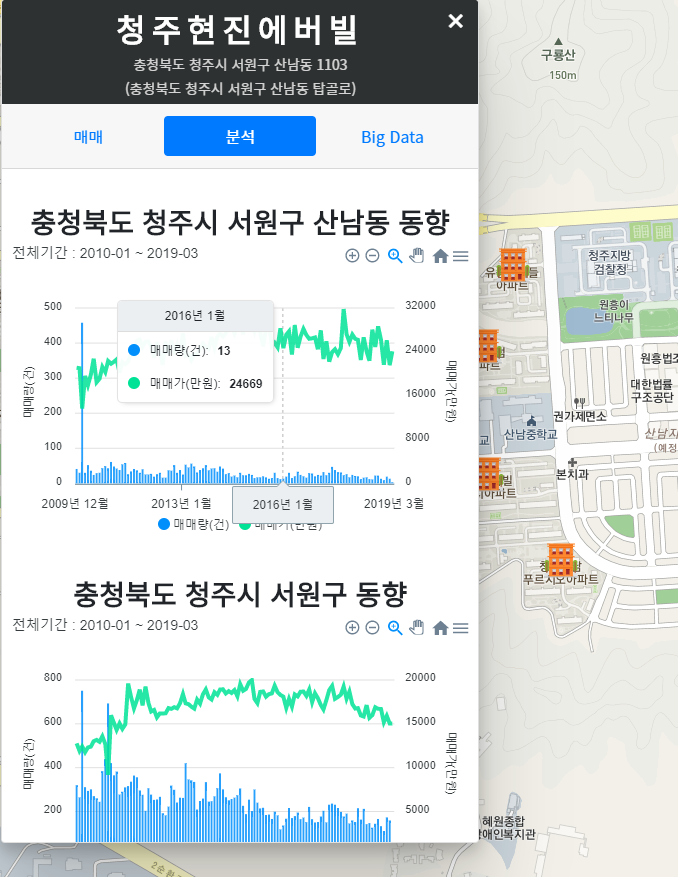 청주현진에버빌
×
충청북도 청주시 서원구 산남동 1103
(충청북도 청주시 서원구 산남동 탑골로)
매매
분석
Big Data
충청북도 청주시 서원구 산남동 동향
전체기간 : 2010-01 ~ 2019-03
500
400
300
200
100
0
매매량(건)
32000
24000
16000
8000
0
매매가(만원)
2016년 1월
매매량(건): 13
매매가(만원): 24669
2009년 12월
2013년 1월
2016년 1월
2019년 3월
매매량(건)
매매가(만원)
충청북도 청주시 서원구 동향
전체기간 : 2010-01 ~ 2019-03
800
600
400
200
매매량(건)
20000
15000
10000
5000
매매가(만원)
구룡산
150m
청주지방
검찰청
아파트
원흥이
느티나무
원흥초
대한법률
구조공단
권가제면소
산남중학교
본치과
(예정
푸르지오아파트
혜원종합
장애인복지관